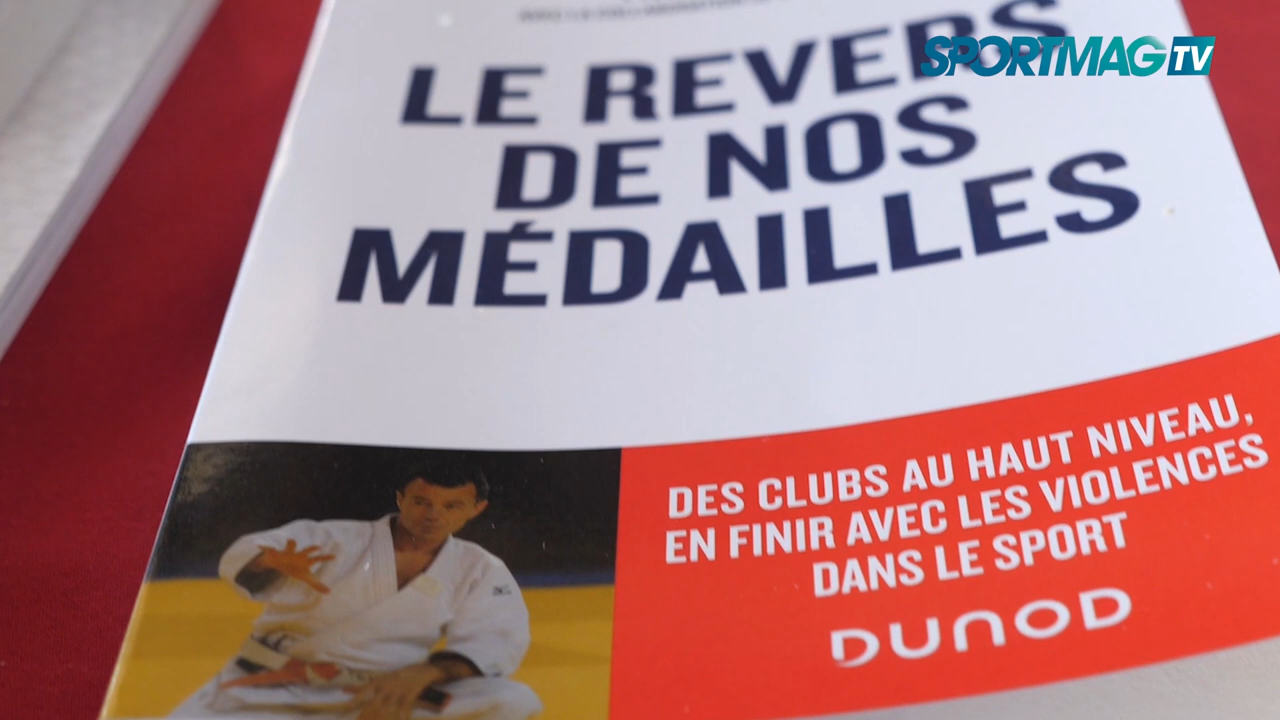 SPORTMAG TV
LE REVERS
DE NOS
MÉDAILLES
DES CLUBS AU HAUT NIVEAU,
EN FINIR AVEC LES VIOLENCES
DANS LE SPORT
DUNOD